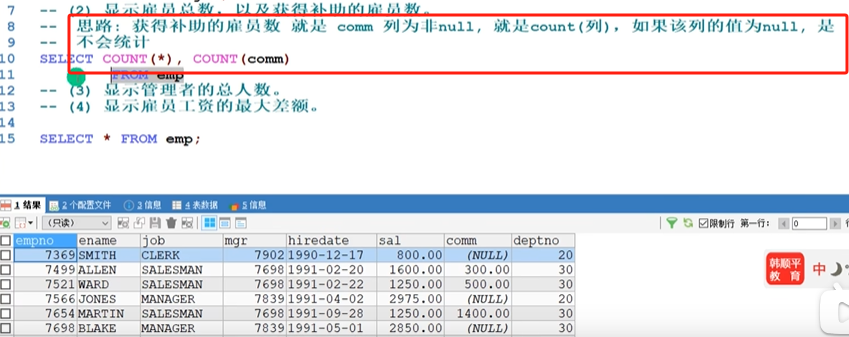 7 -- (2) 显示雇员总数，以及获得补助的雇员数。
8 -- 思路: 获得补助的雇员数 就是 comm 列为非null, 就是count(列)，如果该列的值为null, 是
9 -- 不会统计
10 SELECT COUNT(*), COUNT(comm)
11 FROM emp
12 -- (3) 显示管理者的总人数。
13 -- (4) 显示雇员工资的最大差额。
14
15 SELECT * FROM emp;
1 结果 2 个配置文件 3 信息 4 表数据 5 信息
(只读) 限制行 第一行: 0
empno ename job mgr hiredate sal comm deptno
7369 SMITH CLERK 7902 1990-12-17 800.00 (NULL) 20
7499 ALLEN SALESMAN 7698 1991-02-20 1600.00 300.00 30
7521 WARD SALESMAN 7698 1991-02-22 1250.00 500.00 30
7566 JONES MANAGER 7839 1991-04-02 2975.00 (NULL) 20
7654 MARTIN SALESMAN 7698 1991-09-28 1250.00 1400.00 30
7698 BLAKE MANAGER 7839 1991-05-01 2850.00 (NULL) 30
韩顺平
教 育
中